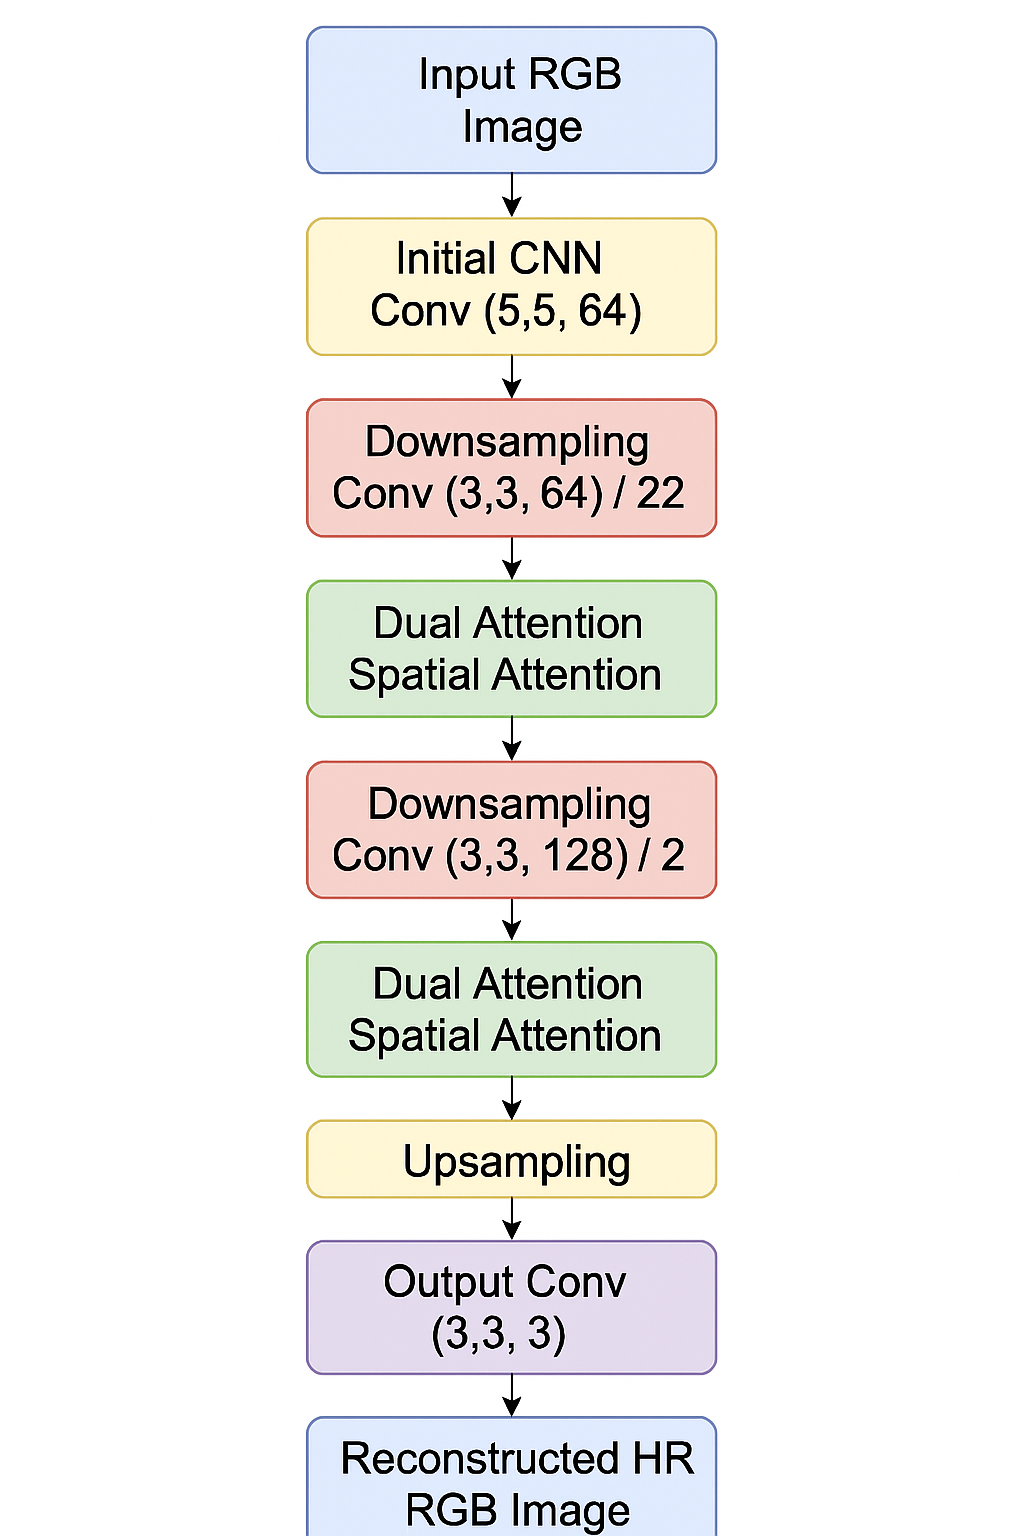 Input RGB
Image
Initial CNN
Conv (5,5, 64)
Downsampling
Conv (3,3, 64) / 22
Dual Attention
Spatial Attention
Downsampling
Conv (3,3, 128) / 2
Dual Attention
Spatial Attention
Upsampling
Output Conv
(3,3, 3)
Reconstructed HR
RGB Image